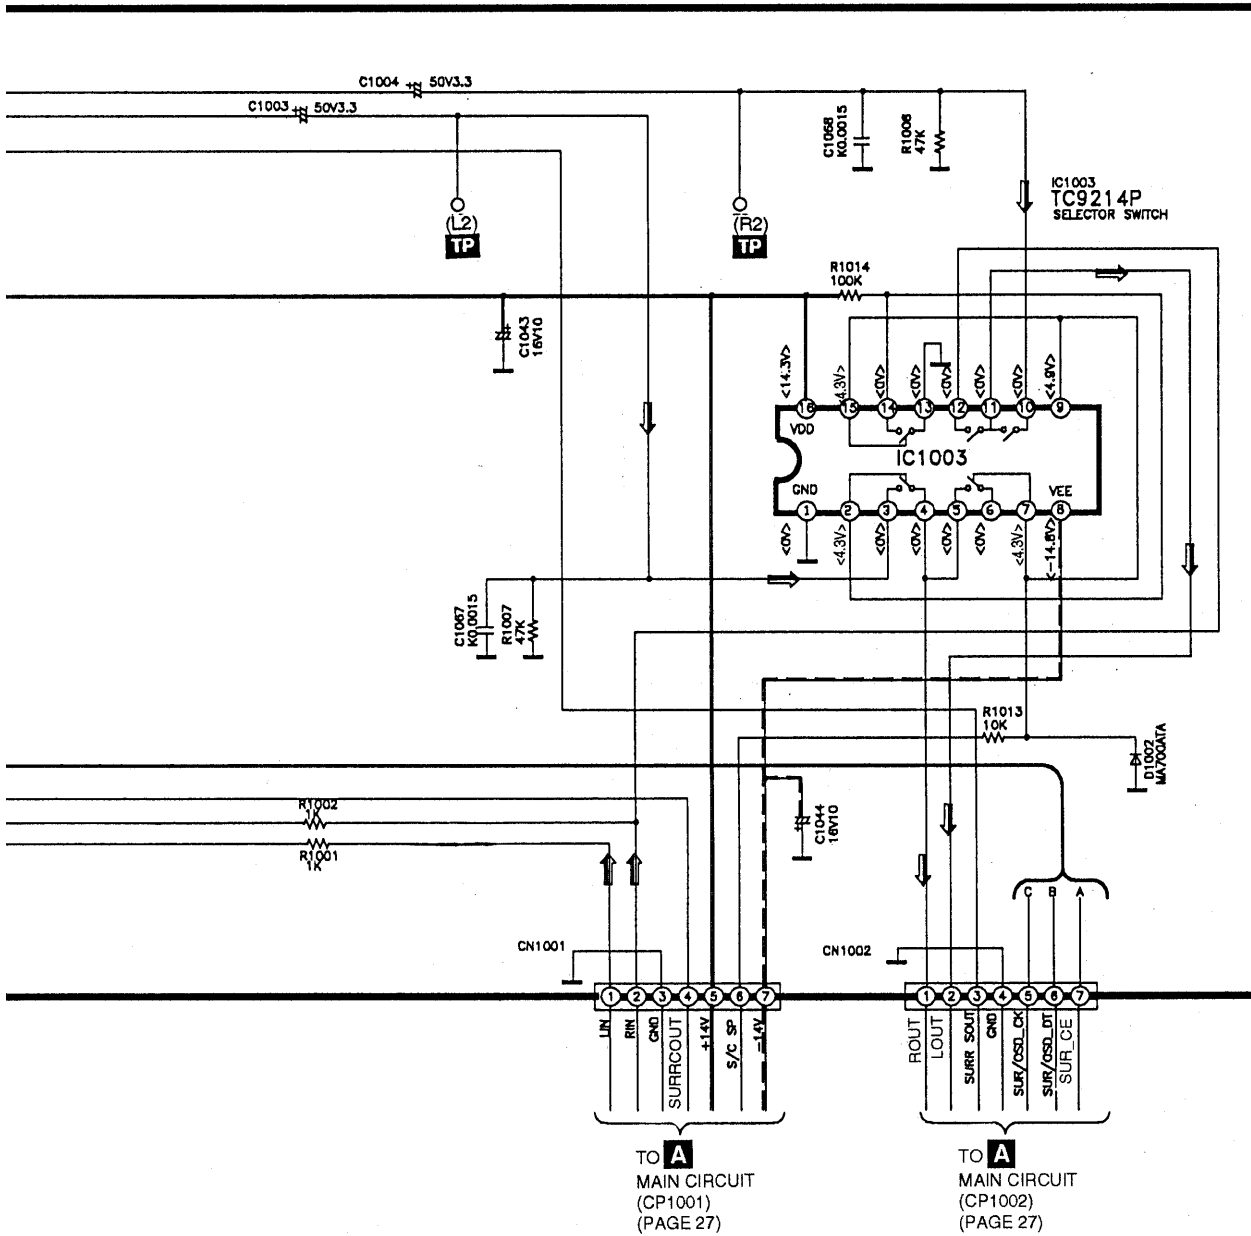 C1004 + 50V3.3
C1003 + 50V3.3
C1068
K0.0015
R1008
47K
IC1003
TC9214P
SELECTOR SWITCH
(L2)
TP
(R2)
TP
R1014
100K
C1043
16V10
<14.3V>
<4.3V>
<0V>
<0V>
<0V>
<0V>
<0V>
<4.9V>
16 15 14 13 12 11 10 9
VDD
IC1003
GND
VEE
1 2 3 4 5 6 7 8
<0V>
<4.3V>
<0V>
<0V>
<0V>
<0V>
<4.3V>
C1067
K0.0015
R1007
47K
R1013
10K
D1002
MA700ATA
R1002
1K
R1001
1K
C1044
16V10
C B A
CN1001
CN1002
1 2 3 4 5 6 7
1 2 3 4 5 6 7
LIN
RIN
GND
SURRCOUT
+14V
S/C SP
-14V
ROUT
LOUT
SURR SOUT
GND
SUR/OSD_CK
SUR/OSD_DT
SUR_CE
TO A
MAIN CIRCUIT
(CP1001)
(PAGE 27)
TO A
MAIN CIRCUIT
(CP1002)
(PAGE 27)